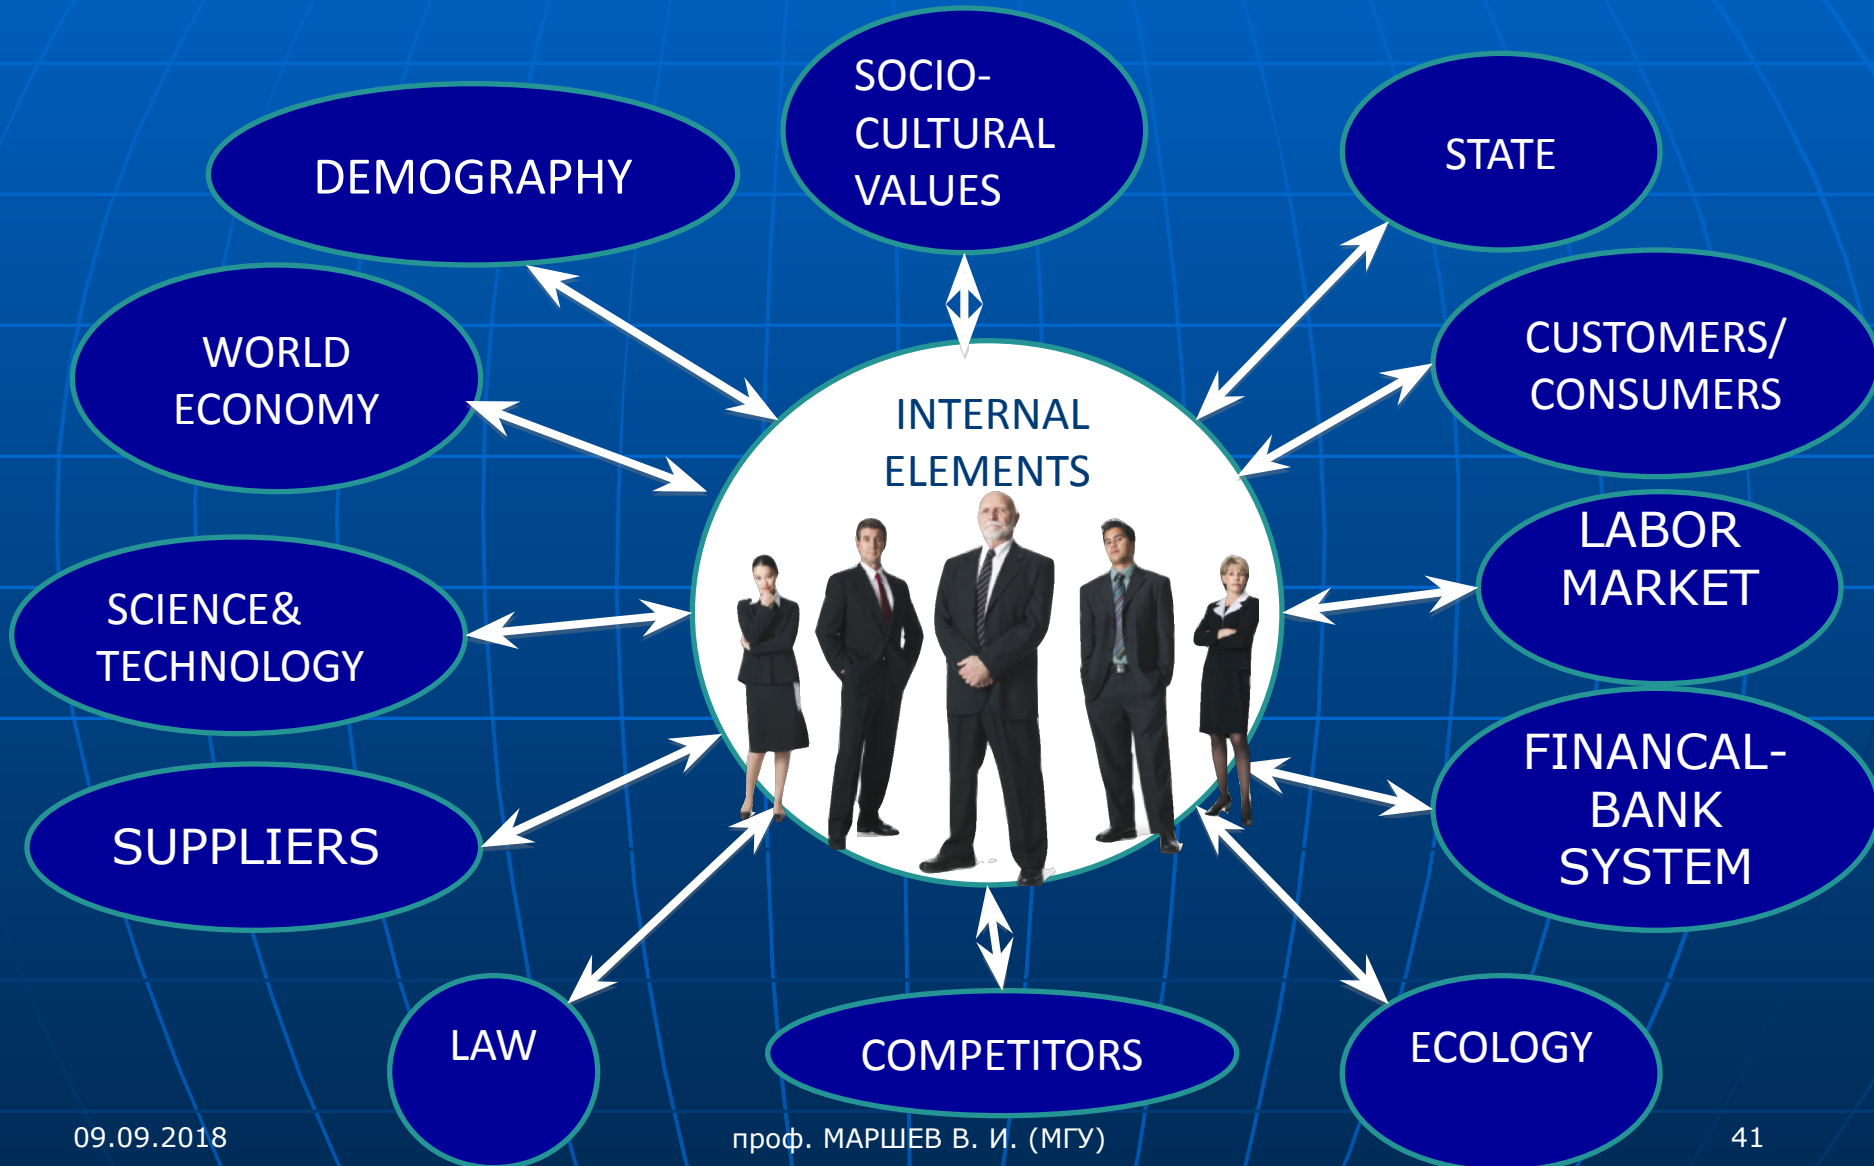 SOCIO-
CULTURAL
VALUES
STATE
DEMOGRAPHY
CUSTOMERS/
CONSUMERS
WORLD
ECONOMY
INTERNAL
ELEMENTS
LABOR
MARKET
SCIENCE&
TECHNOLOGY
FINANCAL-
BANK
SYSTEM
SUPPLIERS
LAW
COMPETITORS
ECOLOGY
09.09.2018
проф. МАРШЕВ В. И. (МГУ)
41